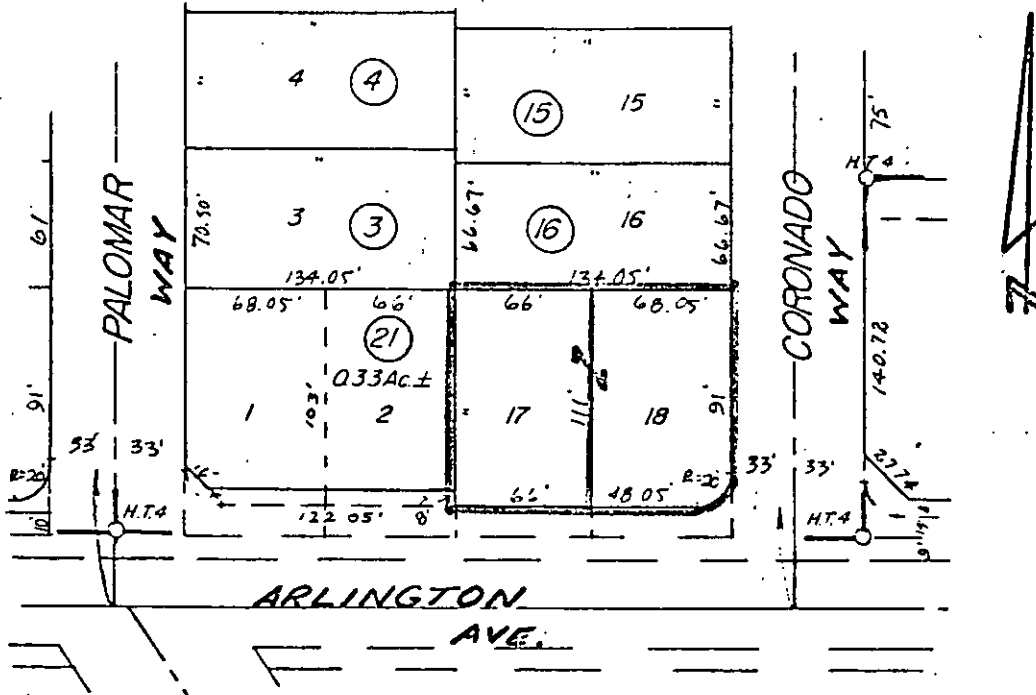 4 4
15 15
75'
H.T. 4
61'
PALOMAR
WAY
70.50'
3 3
66.67'
16 16
66.67'
CORONADO
WAY
134.05'
134.05'
68.05' 66'
66' 68.05'
21
0.33 Ac.±
140.72
91'
1
103'
2
17
111'
18
91'
33' 33'
R=20'
R=20'
33' 33'
27.74'
10'
H.T. 4
122.05' 8'
66' 48.05'
H.T. 4
ARLINGTON
AVE.